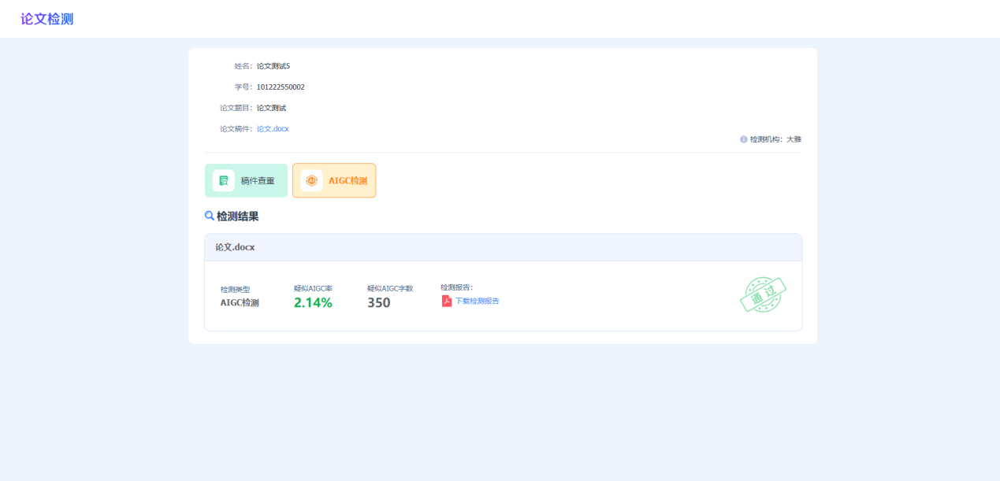 论文检测
姓名：论文测试5
学号：101222550002
论文题目：论文测试
论文稿件：论文.docx
检测机构：大雅
稿件查重
AIGC检测
检测结果
论文.docx
检测类型
AIGC检测
疑似AIGC率
2.14%
疑似AIGC字数
350
检测报告：
下载检测报告
通过